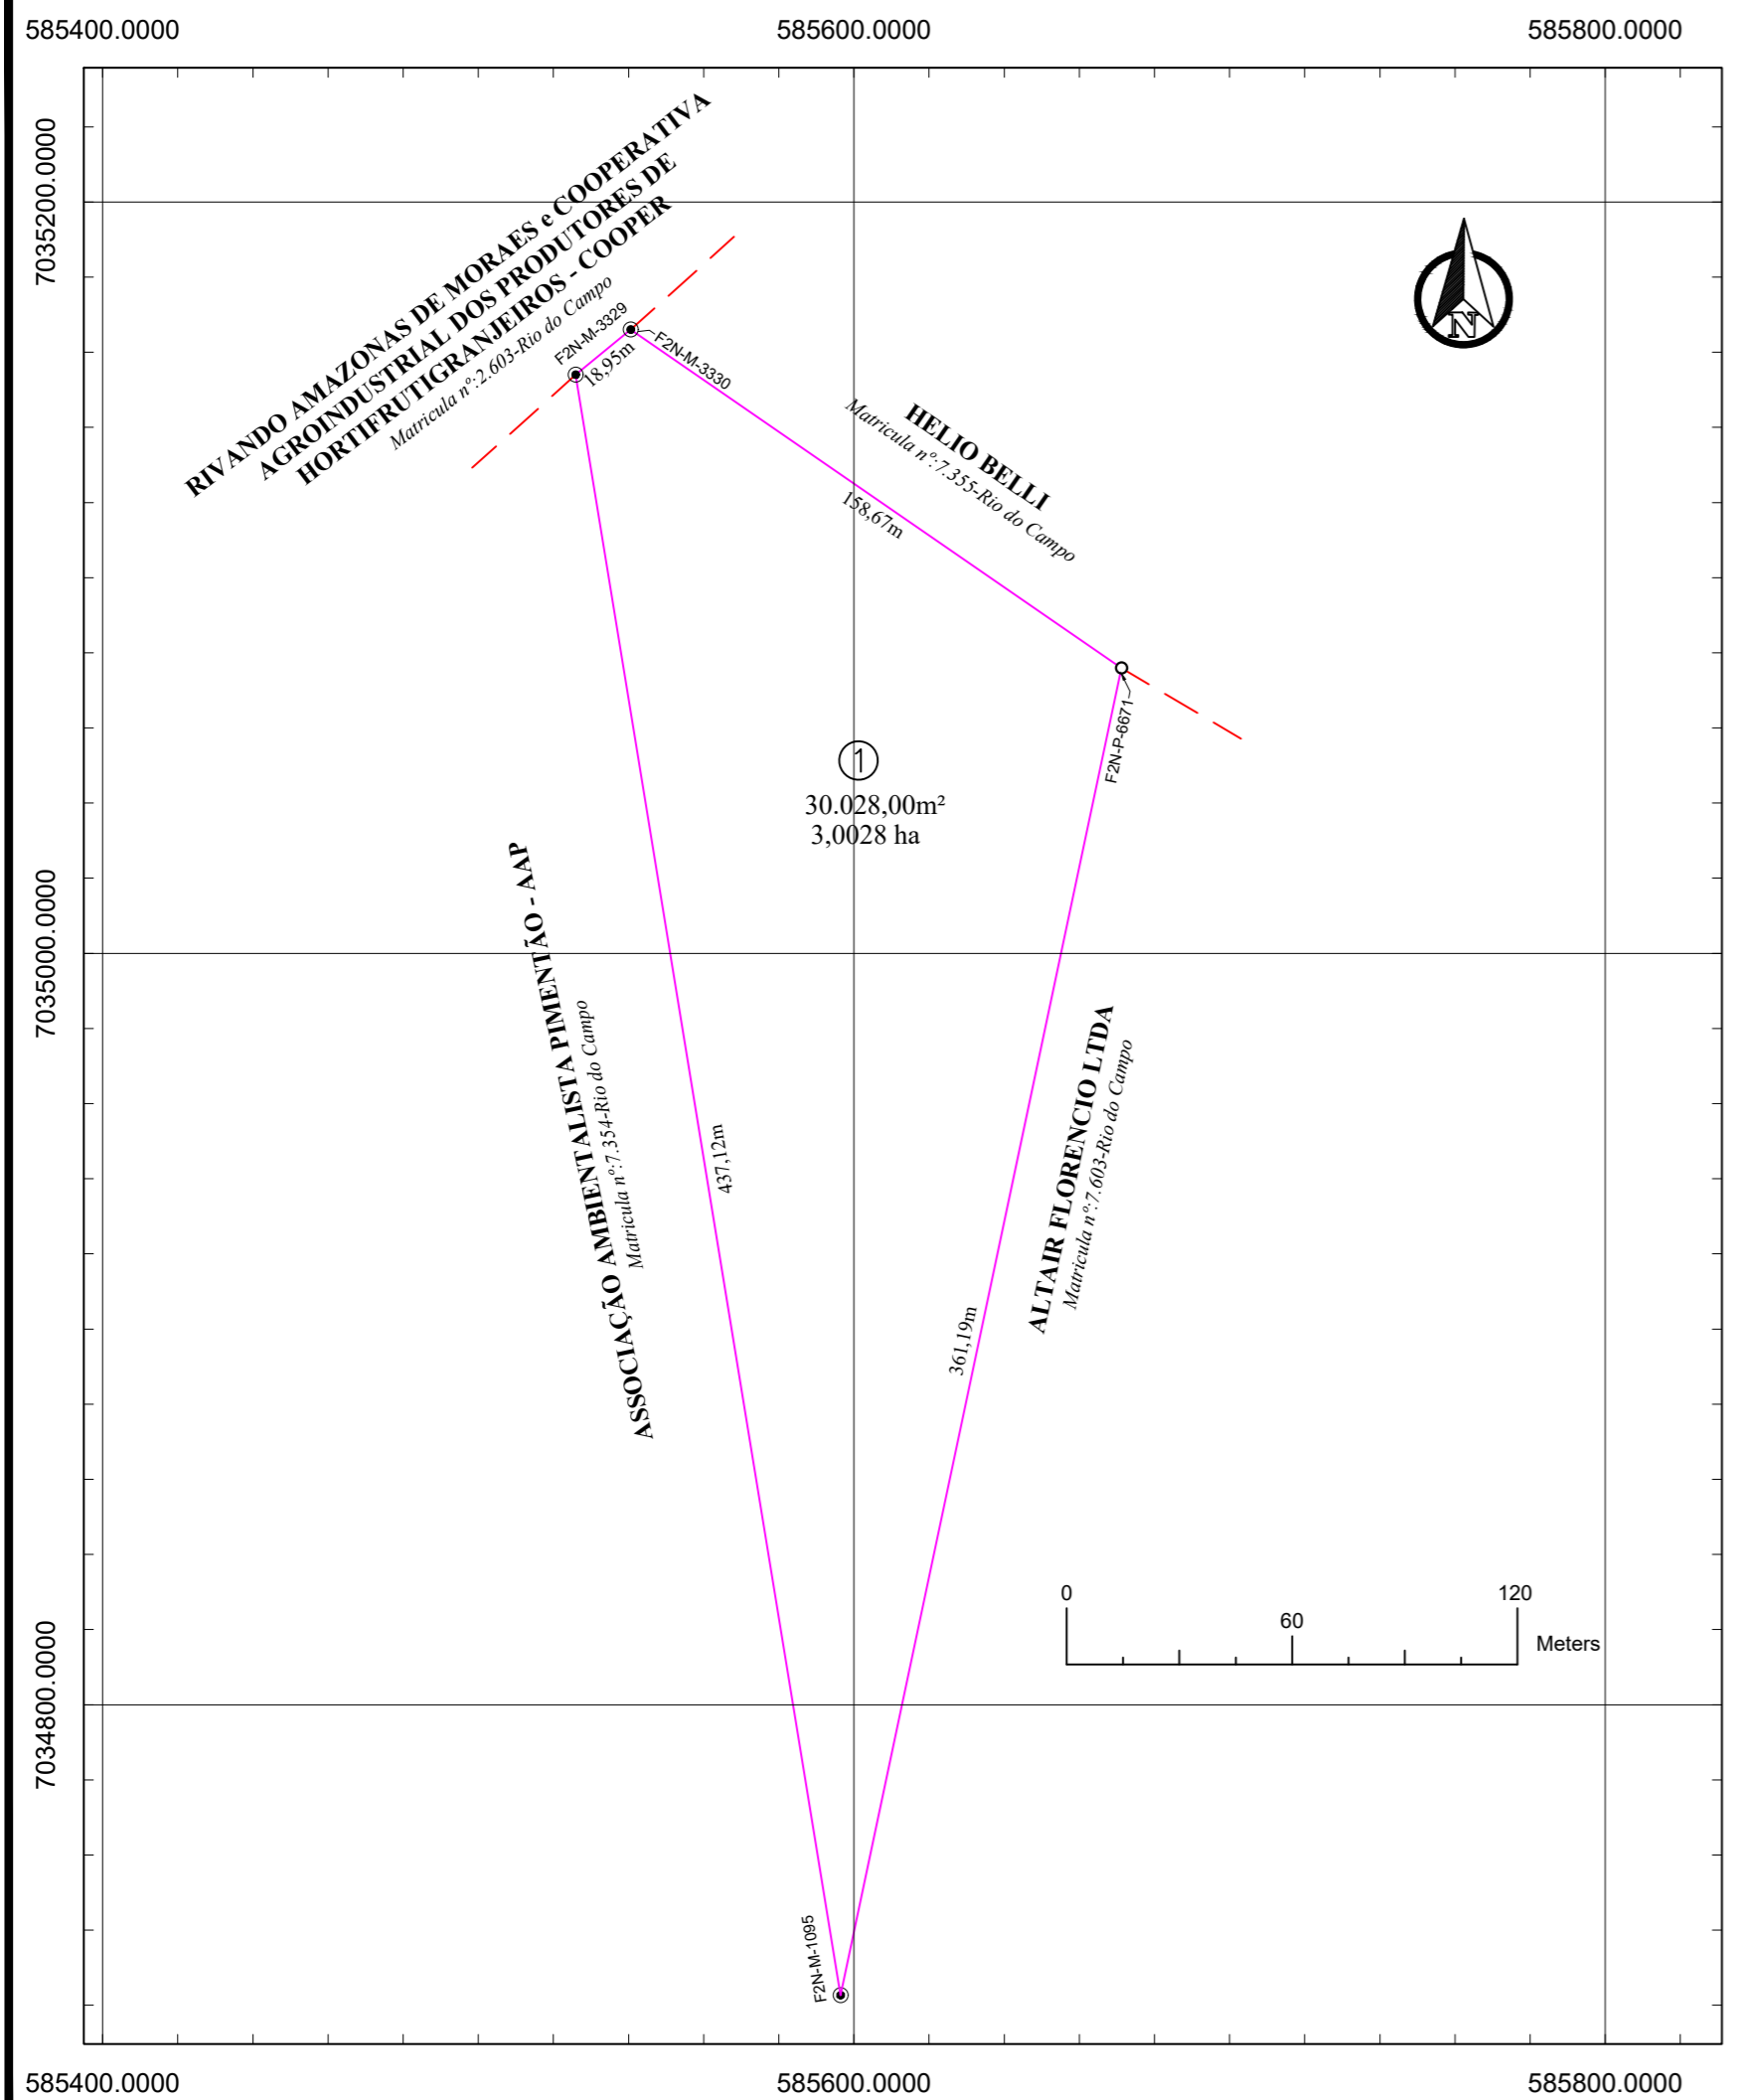 585400.0000
585600.0000
585800.0000
7035200.0000
RIVANDO AMAZONAS DE MORAES e COOPERATIVA
AGROINDUSTRIAL DOS PRODUTORES DE
HORTIFRUTIGRANJEIROS - COOPER
Matricula nº:2.603-Rio do Campo
F2N-M-3329
18,95m
F2N-M-3330
N
HELIO BELLI
Matricula nº:7.355-Rio do Campo
158,67m
F2N-P-6671
1
30.028,00m²
3,0028 ha
7035000.0000
ASSOCIAÇÃO AMBIENTALISTA PIMENTÃO - AAP
Matricula nº:7.354-Rio do Campo
437,12m
ALTAIR FLORENCIO LTDA
Matricula nº:7.603-Rio do Campo
361,19m
0
60
120
Meters
7034800.0000
F2N-M-1095
585400.0000
585600.0000
585800.0000